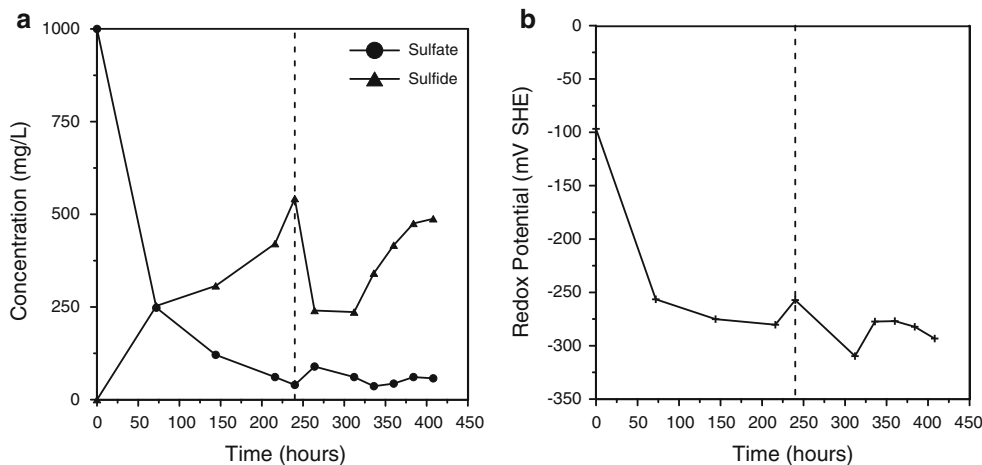 a
Concentration (mg/L)
1000
750
500
250
0
Sulfate
Sulfide
0 50 100 150 200 250 300 350 400 450
Time (hours)
b
Redox Potential (mV SHE)
-0
-50
-100
-150
-200
-250
-300
-350
0 50 100 150 200 250 300 350 400 450
Time (hours)